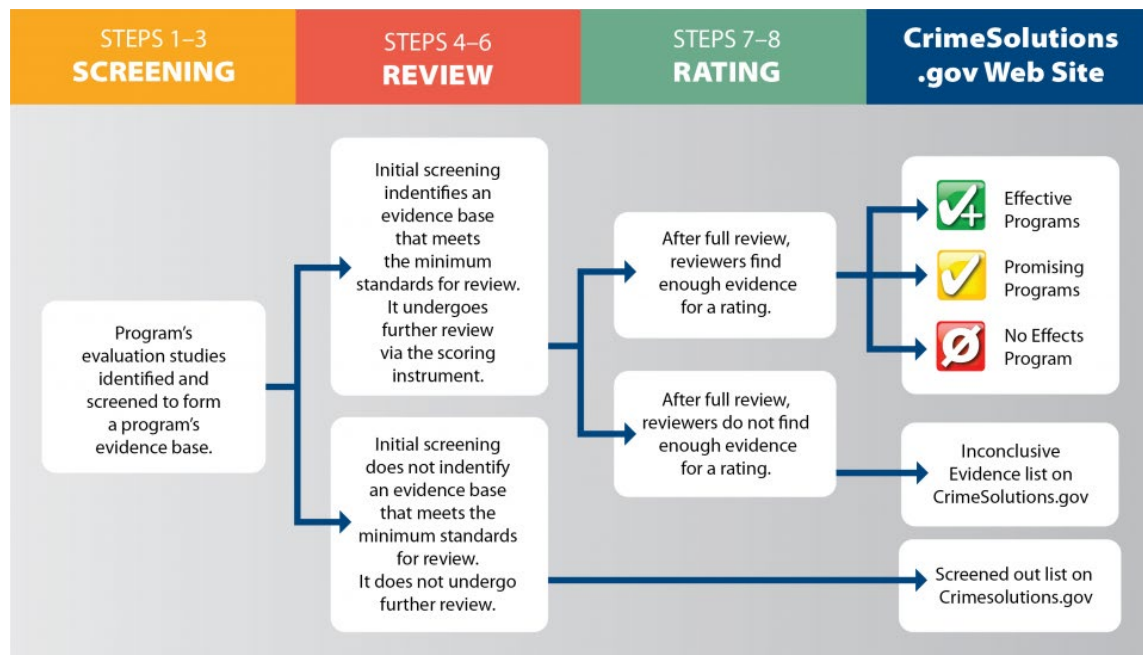 STEPS 1–3
SCREENING
STEPS 4–6
REVIEW
STEPS 7–8
RATING
CrimeSolutions
.gov Web Site
Program’s
evaluation studies
identified and
screened to form
a program’s
evidence base.
Initial screening
indentifies an
evidence base
that meets
the minimum
standards for review.
It undergoes
further review
via the scoring
instrument.
Initial screening
does not indentify
an evidence base
that meets the
minimum standards
for review.
It does not undergo
further review.
After full review,
reviewers find
enough evidence
for a rating.
After full review,
reviewers do not find
enough evidence
for a rating.
Effective
Programs
Promising
Programs
No Effects
Program
Inconclusive
Evidence list on
CrimeSolutions.gov
Screened out list on
Crimesolutions.gov